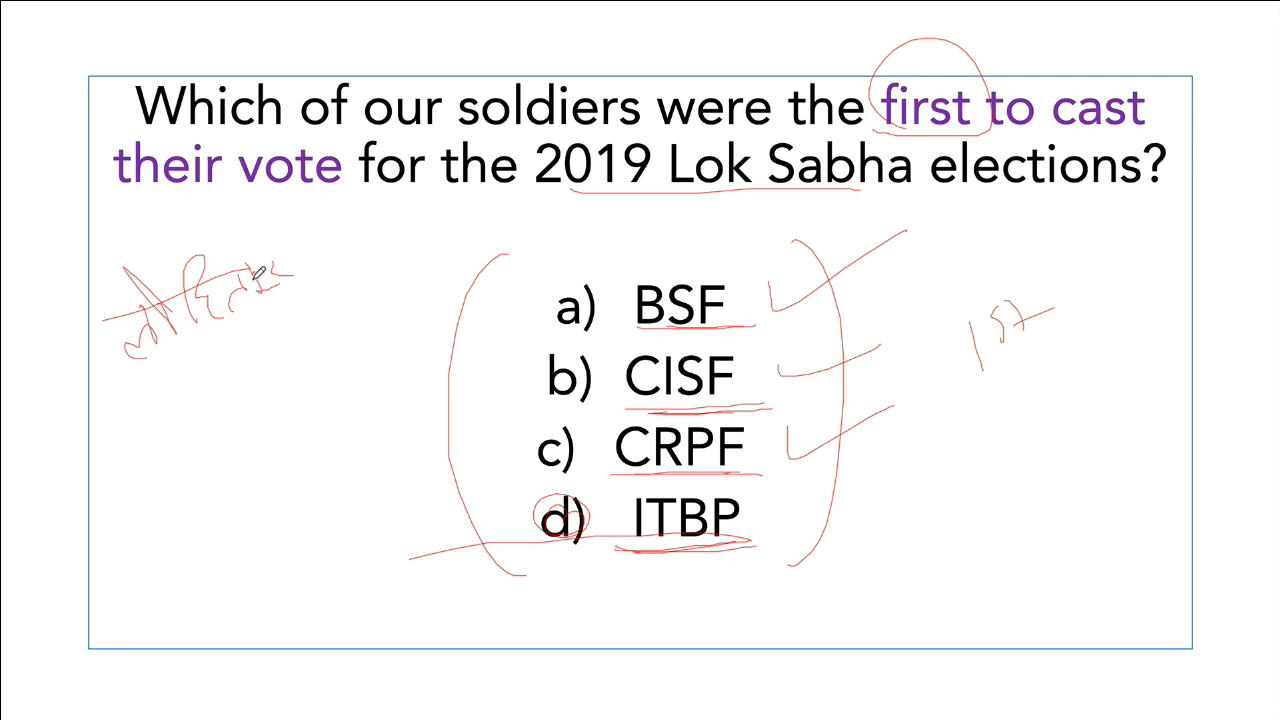 Which of our soldiers were the first to cast
their vote for the 2019 Lok Sabha elections?
a) BSF
b) CISF
c) CRPF
d) ITBP
1st